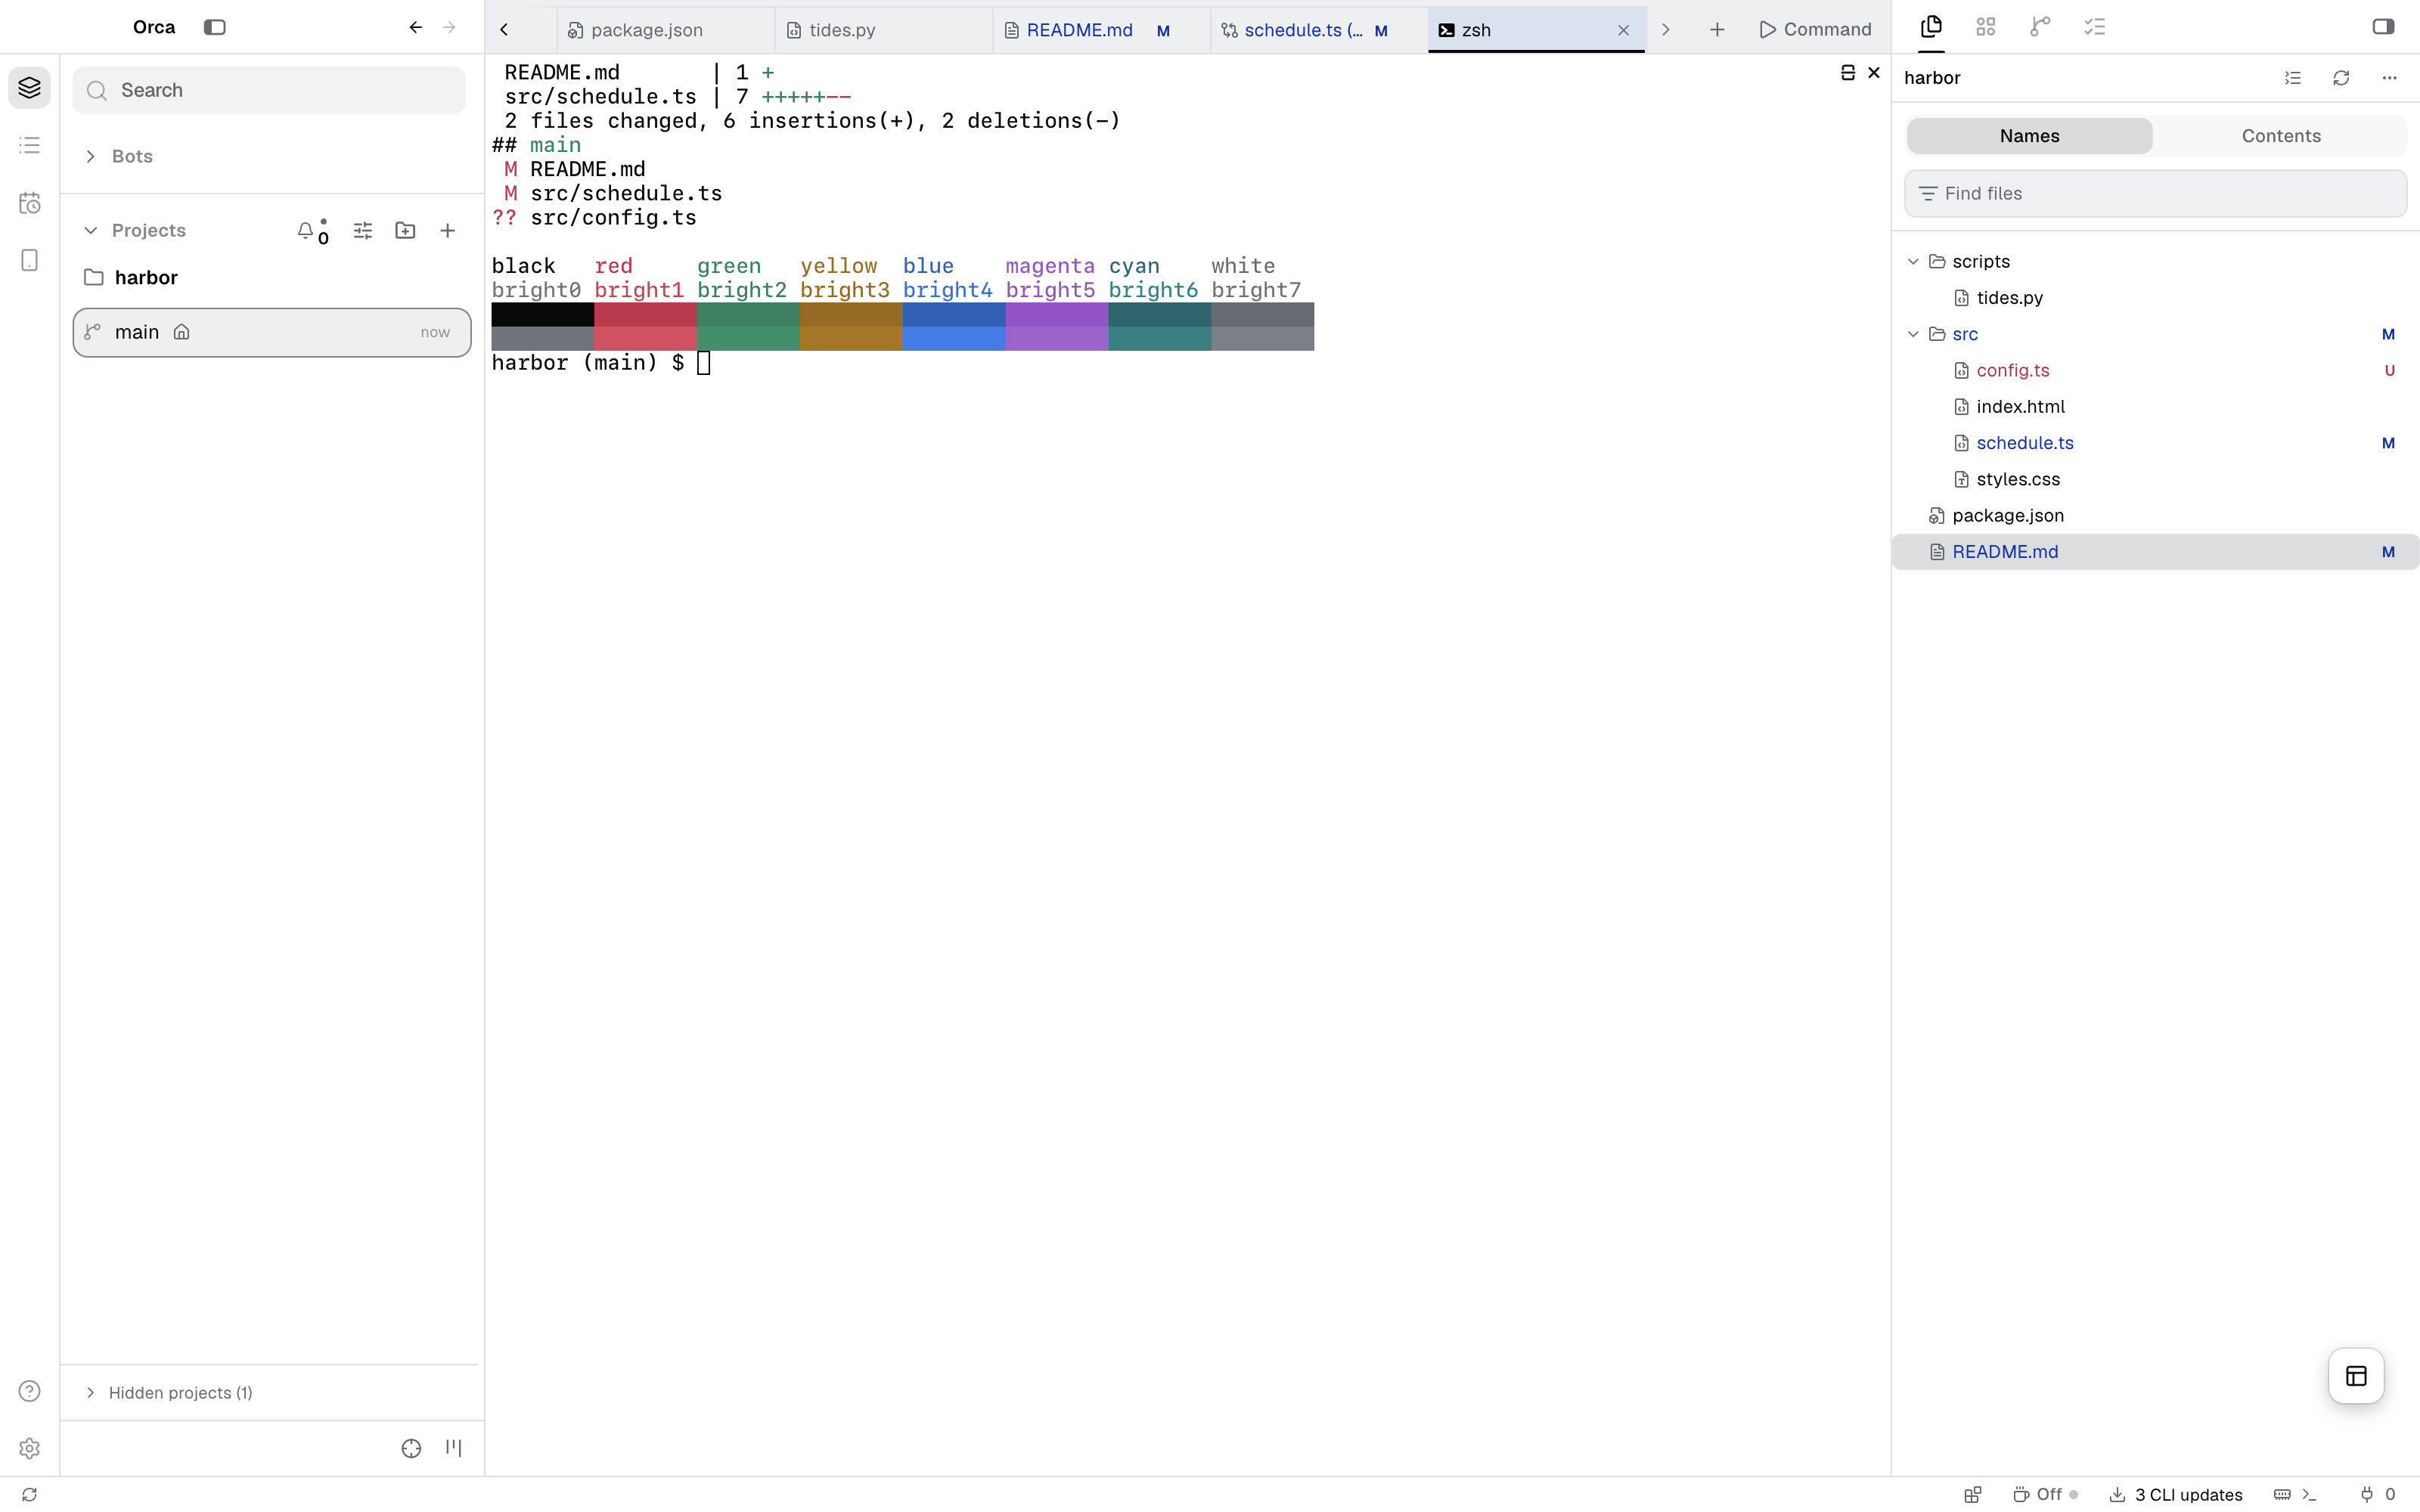 Orca
Search
Bots
Projects
0
harbor
main
now
Hidden projects (1)
package.json
tides.py
README.md M
schedule.ts (... M
zsh
Command
README.md | 1 +
src/schedule.ts | 7 +++++--
2 files changed, 6 insertions(+), 2 deletions(-)
## main
M README.md
M src/schedule.ts
?? src/config.ts
black red green yellow blue magenta cyan white
bright0 bright1 bright2 bright3 bright4 bright5 bright6 bright7
harbor (main) $
harbor
Names
Contents
Find files
scripts
tides.py
src M
config.ts U
index.html
schedule.ts M
styles.css
package.json
README.md M
Off
3 CLI updates
0